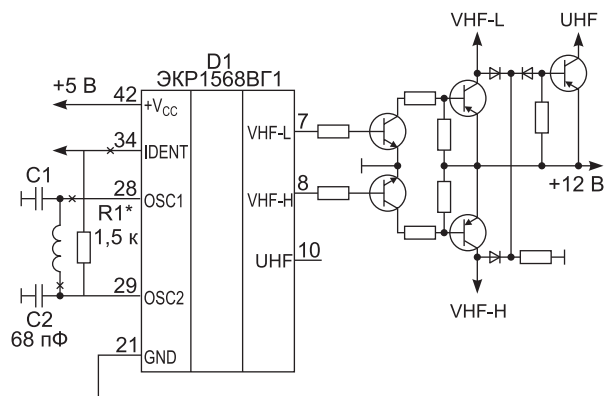 VHF-L
UHF
D1
ЭКР1568ВГ1
+5 В
42
+VCC
7
VHF-L
34
IDENT
C1
28
OSC1
R1*
1,5 к
8
VHF-H
+12 В
10
UHF
29
OSC2
C2
68 пФ
21
GND
VHF-H